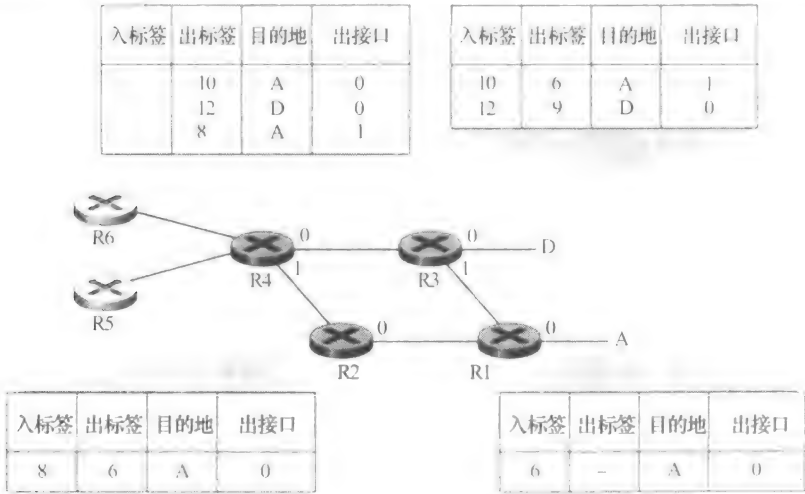 入标签 出标签 目的地 出接口
10 A 0
12 D 0
8 A 1
入标签 出标签 目的地 出接口
10 6 A 1
12 9 D 0
R6
R5
R4
0
1
R3
0
1
D
R2
0
R1
0
A
入标签 出标签 目的地 出接口
8 6 A 0
入标签 出标签 目的地 出接口
6 – A 0